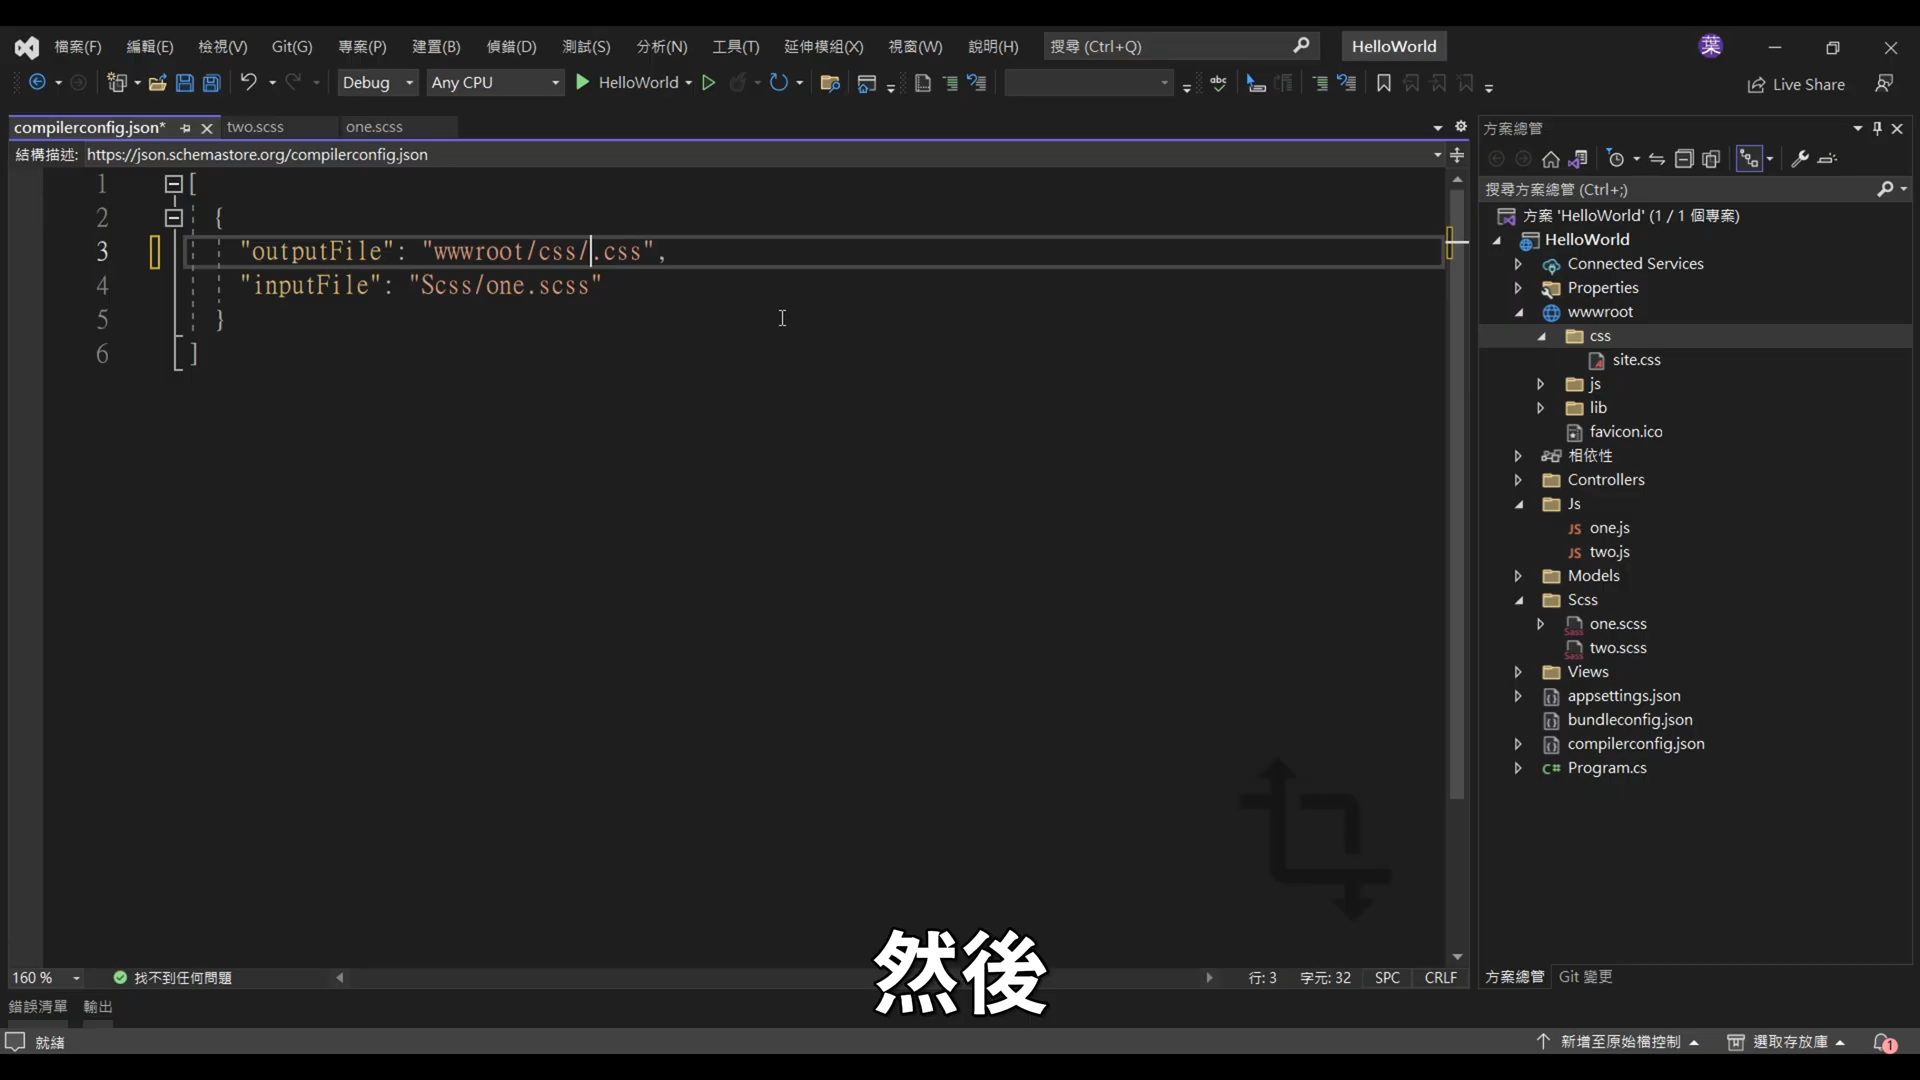 檔案(F) 編輯(E) 檢視(V) Git(G) 專案(P) 建置(B) 偵錯(D) 測試(S) 分析(N) 工具(T) 延伸模組(X) 視窗(W) 說明(H) 搜尋 (Ctrl+Q) HelloWorld 葉
Debug Any CPU HelloWorld abc Live Share
compilerconfig.json* two.scss one.scss
結構描述: https://json.schemastore.org/compilerconfig.json
1 [
2 {
3 "outputFile": "wwwroot/css/.css",
4 "inputFile": "Scss/one.scss"
5 }
6 ]
160 % 找不到任何問題 行: 3 字元: 32 SPC CRLF
錯誤清單 輸出
方案總管
搜尋方案總管 (Ctrl+;)
方案 'HelloWorld' (1 / 1 個專案)
HelloWorld
Connected Services
Properties
wwwroot
css
site.css
js
lib
favicon.ico
相依性
Controllers
Js
JS one.js
JS two.js
Models
Scss
Sass one.scss
Sass two.scss
Views
appsettings.json
bundleconfig.json
compilerconfig.json
C# Program.cs
方案總管 Git 變更
然後
就緒 新增至原始檔控制 選取存放庫 1